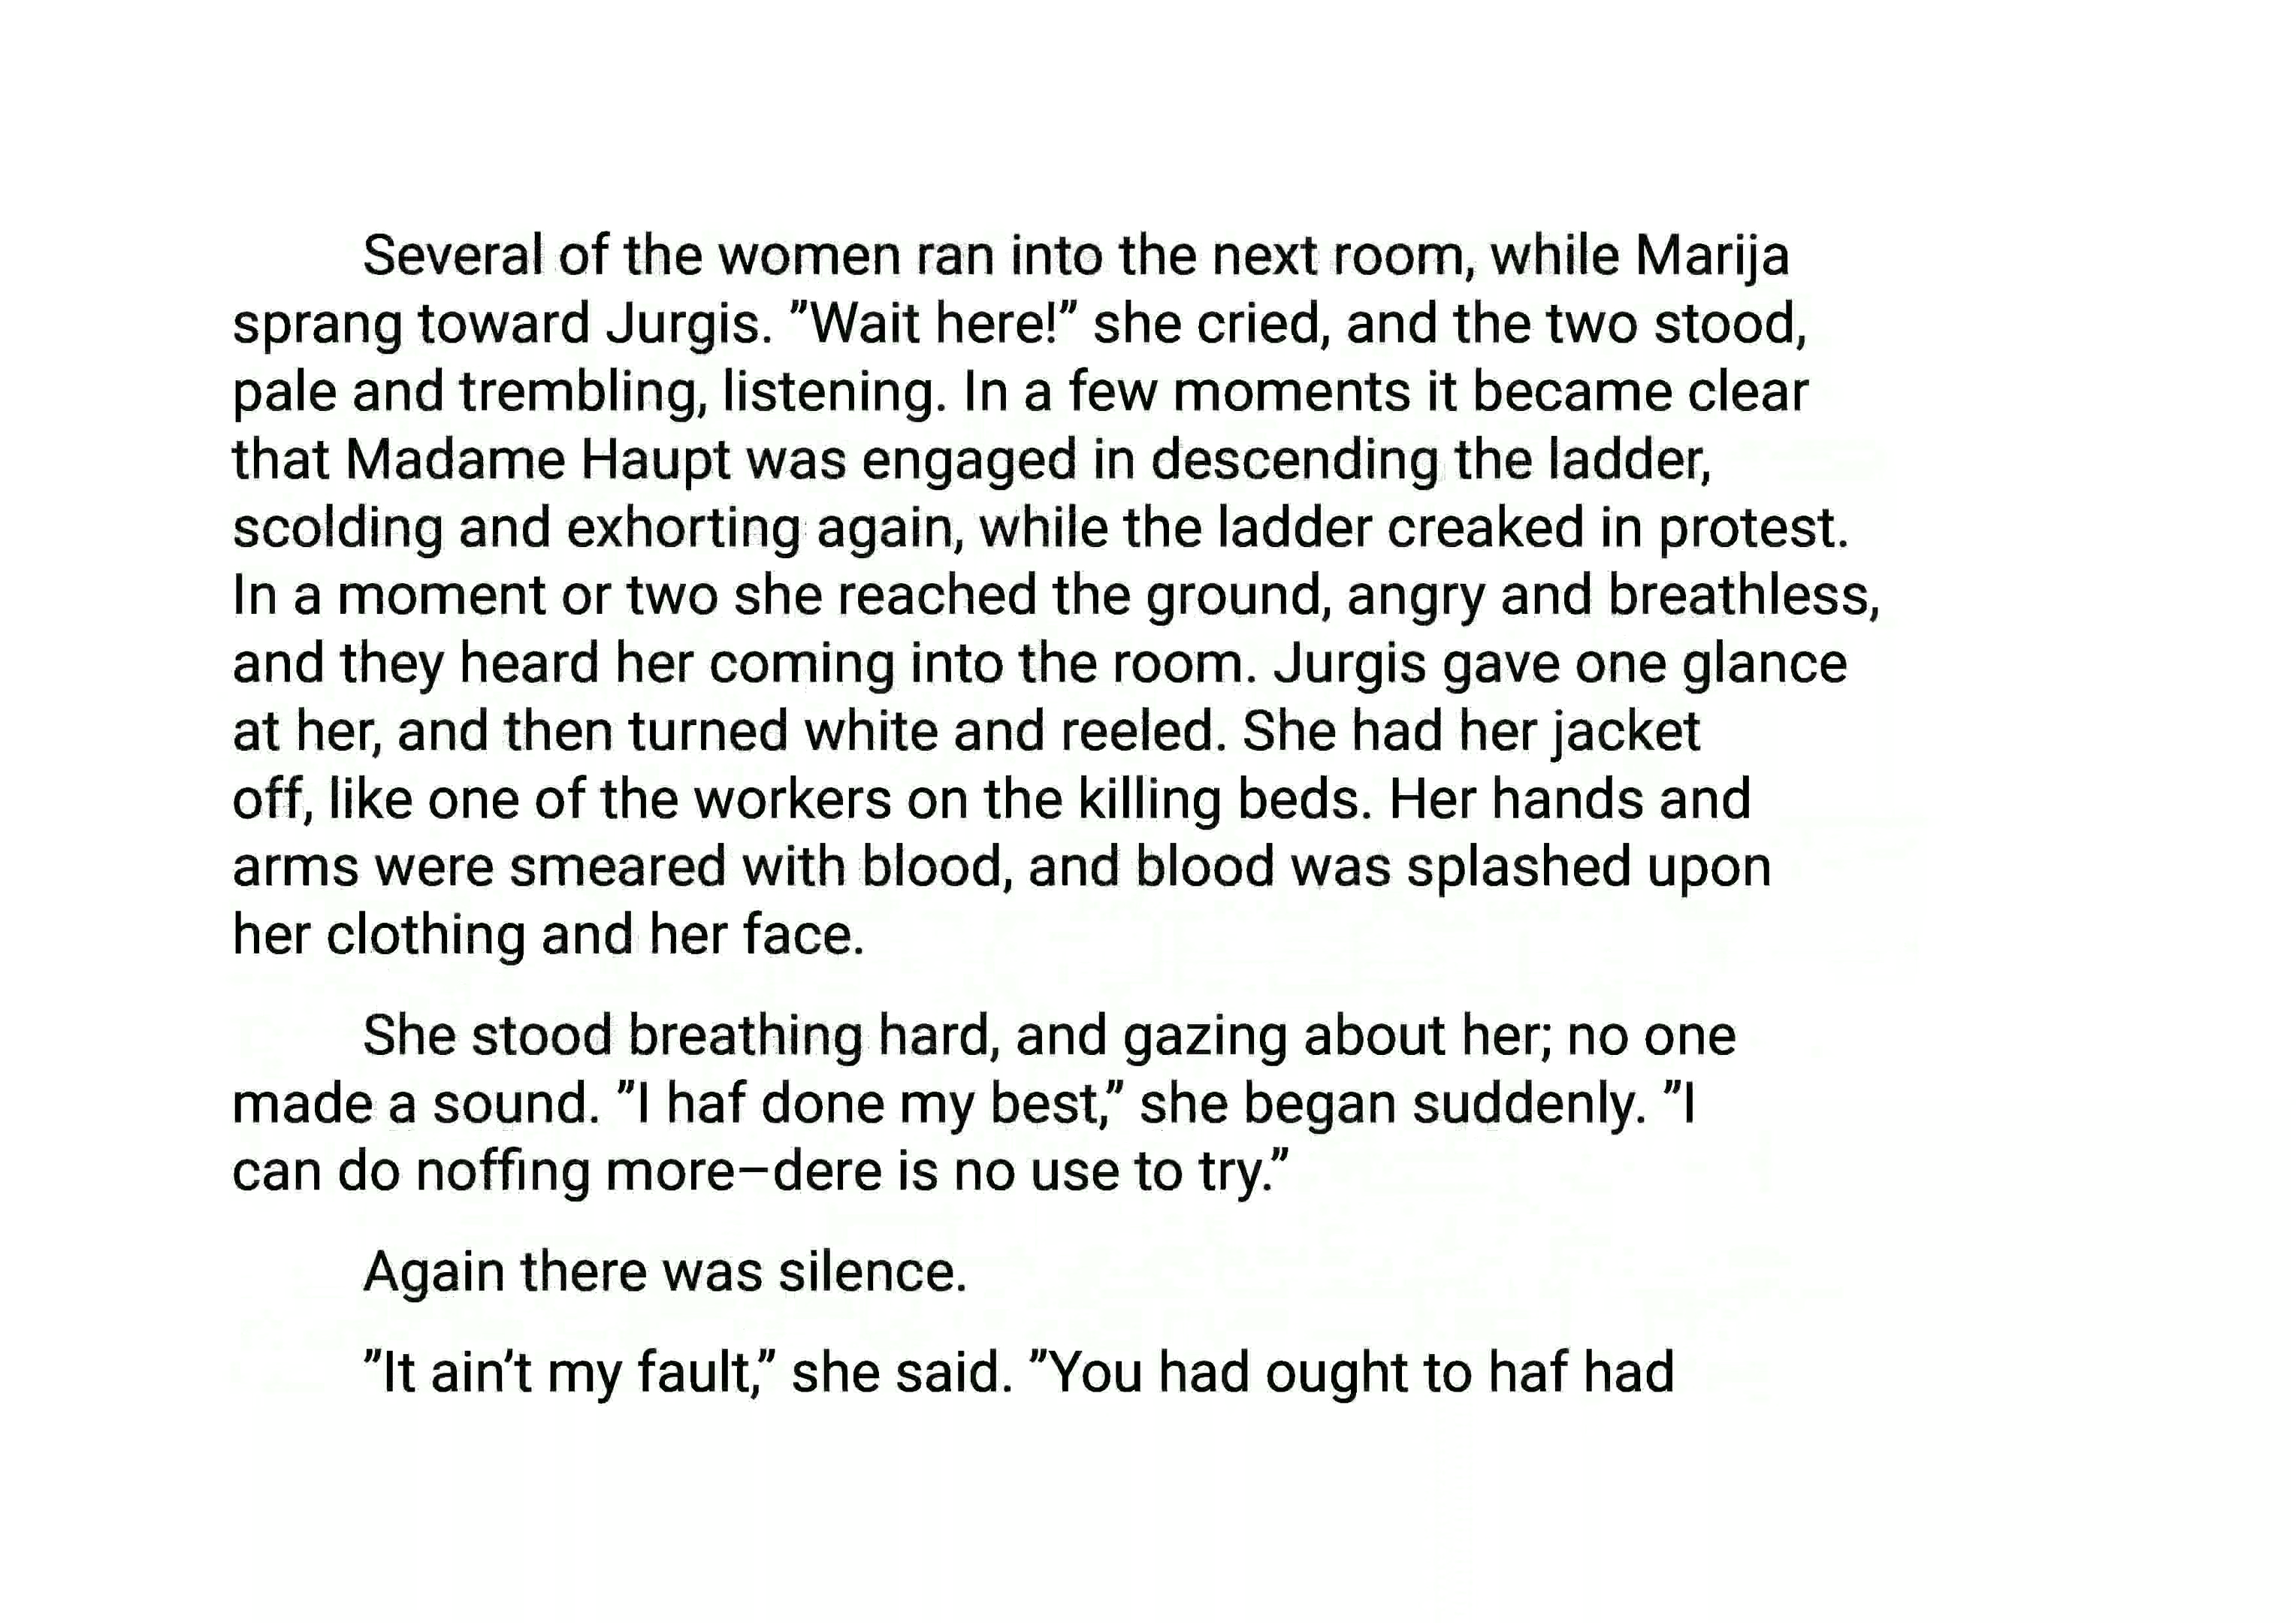 Several of the women ran into the next room, while Marija
sprang toward Jurgis. ”Wait here!” she cried, and the two stood,
pale and trembling, listening. In a few moments it became clear
that Madame Haupt was engaged in descending the ladder,
scolding and exhorting again, while the ladder creaked in protest.
In a moment or two she reached the ground, angry and breathless,
and they heard her coming into the room. Jurgis gave one glance
at her, and then turned white and reeled. She had her jacket
off, like one of the workers on the killing beds. Her hands and
arms were smeared with blood, and blood was splashed upon
her clothing and her face.
She stood breathing hard, and gazing about her; no one
made a sound. ”I haf done my best,” she began suddenly. ”I
can do noffing more–dere is no use to try.”
Again there was silence.
”It ain’t my fault,” she said. ”You had ought to haf had